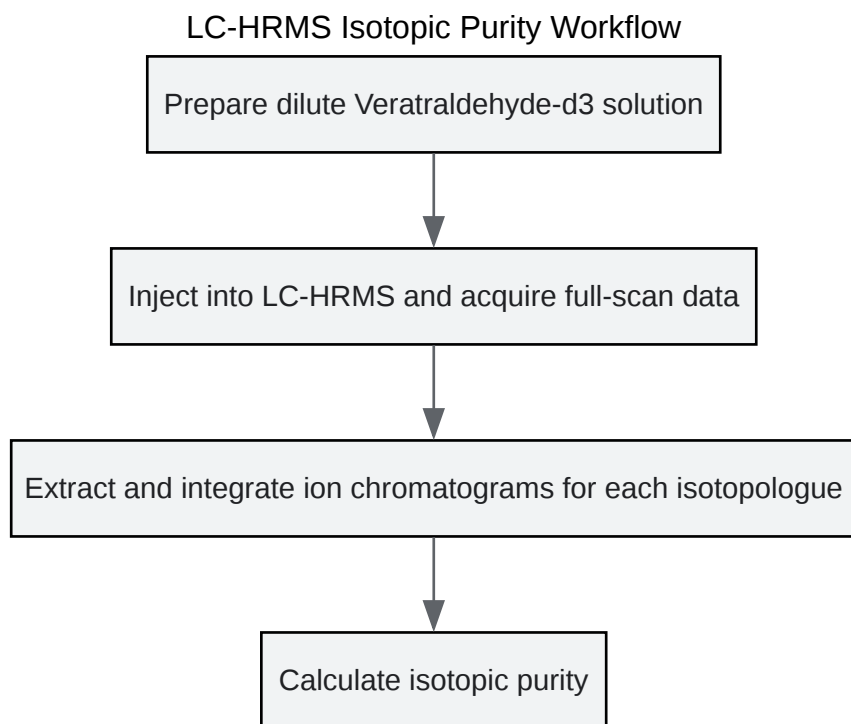 LC-HRMS Isotopic Purity Workflow
Prepare dilute Veratraldehyde-d3 solution
Inject into LC-HRMS and acquire full-scan data
Extract and integrate ion chromatograms for each isotopologue
Calculate isotopic purity